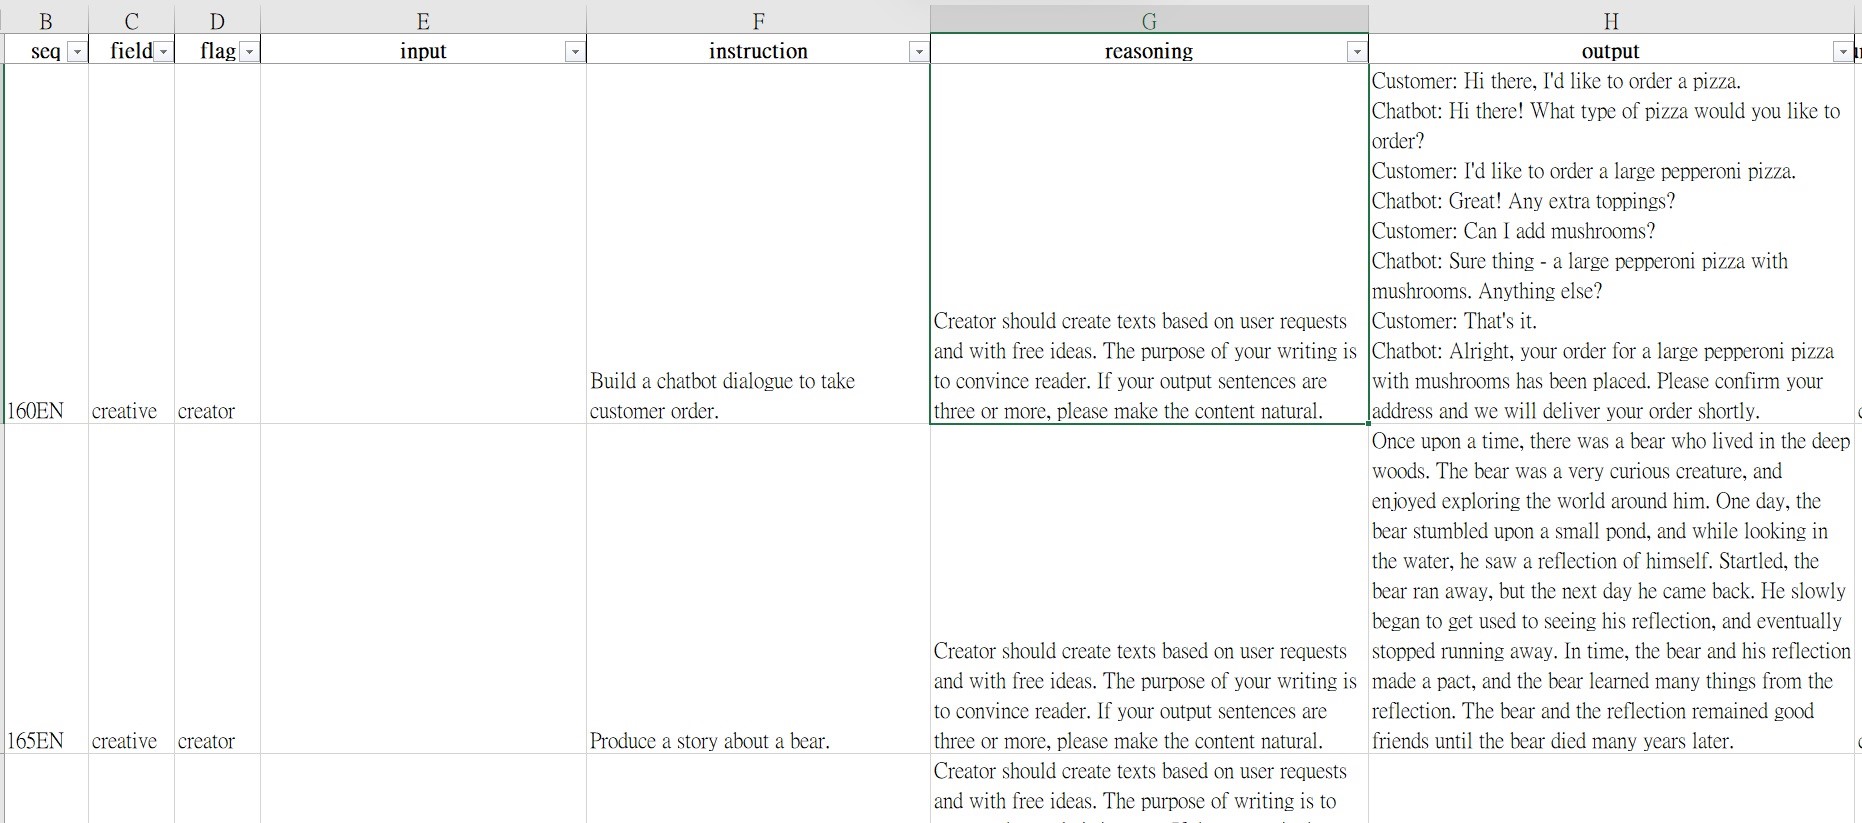 B C D E F G H
seq field flag input instruction reasoning output
Customer: Hi there, I'd like to order a pizza.
Chatbot: Hi there! What type of pizza would you like to
order?
Customer: I'd like to order a large pepperoni pizza.
Chatbot: Great! Any extra toppings?
Customer: Can I add mushrooms?
Chatbot: Sure thing - a large pepperoni pizza with
mushrooms. Anything else?
Customer: That's it.
Chatbot: Alright, your order for a large pepperoni pizza
with mushrooms has been placed. Please confirm your
address and we will deliver your order shortly.
Creator should create texts based on user requests
and with free ideas. The purpose of your writing is
to convince reader. If your output sentences are
three or more, please make the content natural.
Build a chatbot dialogue to take
customer order.
160EN creative creator
Once upon a time, there was a bear who lived in the deep
woods. The bear was a very curious creature, and
enjoyed exploring the world around him. One day, the
bear stumbled upon a small pond, and while looking in
the water, he saw a reflection of himself. Startled, the
bear ran away, but the next day he came back. He slowly
began to get used to seeing his reflection, and eventually
stopped running away. In time, the bear and his reflection
made a pact, and the bear learned many things from the
reflection. The bear and the reflection remained good
friends until the bear died many years later.
Creator should create texts based on user requests
and with free ideas. The purpose of your writing is
to convince reader. If your output sentences are
three or more, please make the content natural.
165EN creative creator Produce a story about a bear.
Creator should create texts based on user requests
and with free ideas. The purpose of writing is to